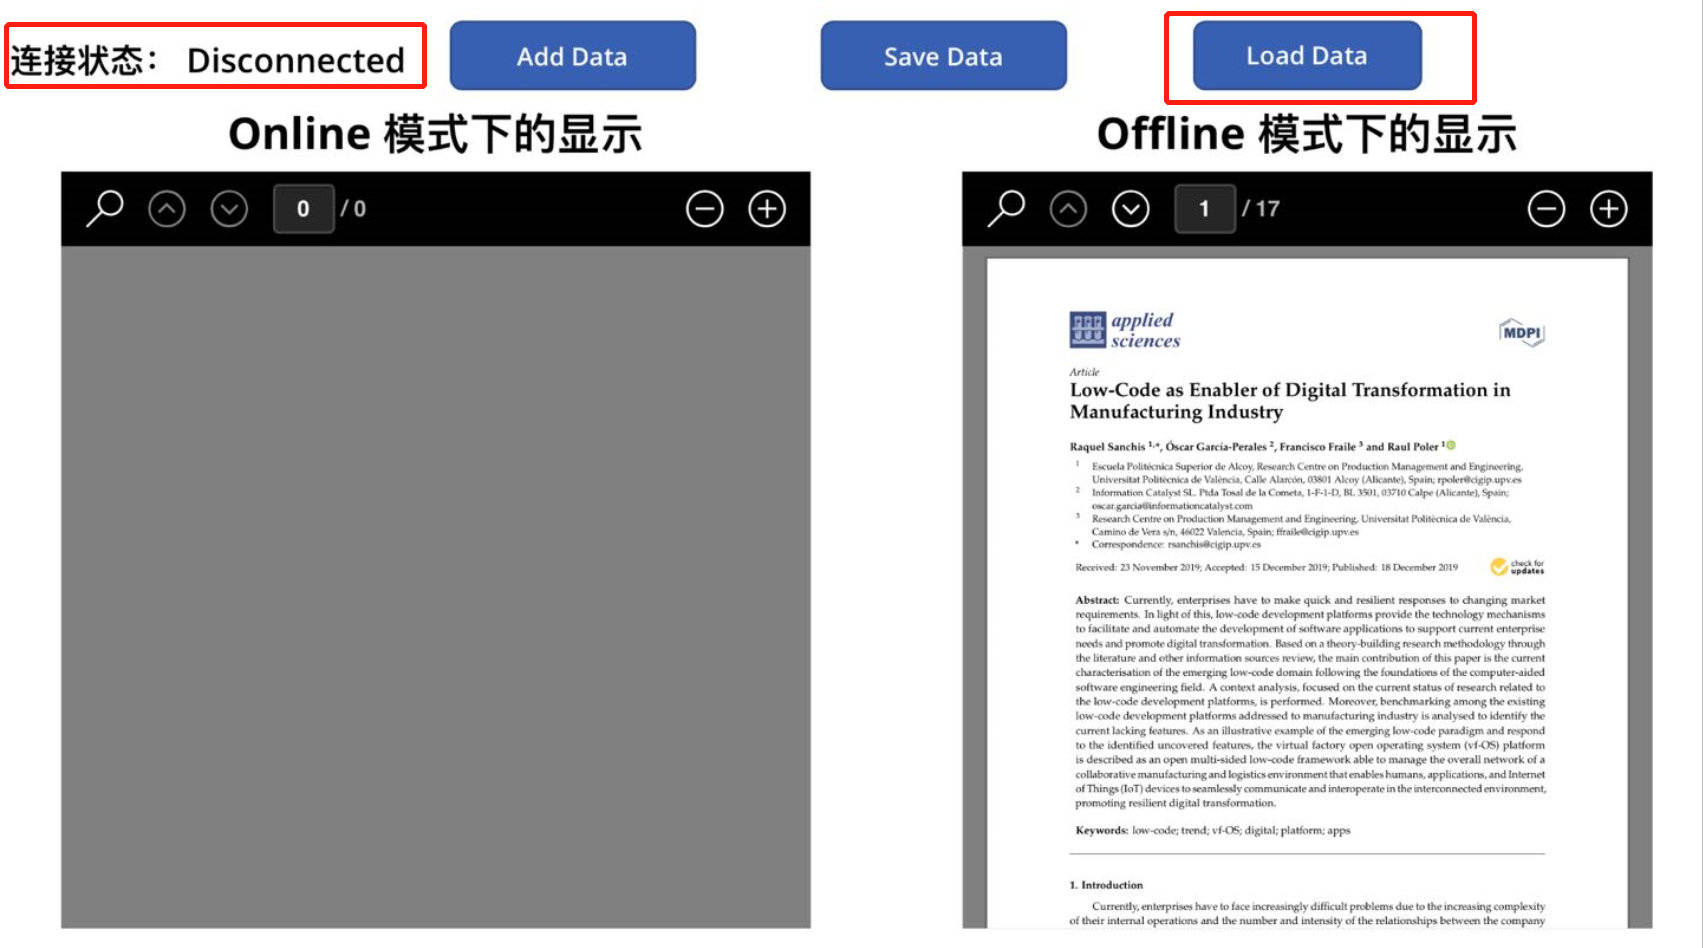 连接状态： Disconnected
Add Data
Save Data
Load Data
Online 模式下的显示
Offline 模式下的显示
0 / 0
1 / 17
applied
sciences
MDPI
Article
Low-Code as Enabler of Digital Transformation in
Manufacturing Industry
Raquel Sanchis 1,*, Óscar García-Perales 2, Francisco Fraile 3 and Raul Poler 1
1 Escuela Politécnica Superior de Alcoy, Research Centre on Production Management and Engineering,
Universitat Politècnica de València, Calle Alarcón, 03801 Alcoy (Alicante), Spain; rpoler@cigip.upv.es
2 Information Catalyst SL. Ptda Tosal de la Cometa, 1-F-1-D, BL 3501, 03710 Calpe (Alicante), Spain;
oscar.garcia@informationcatalyst.com
3 Research Centre on Production Management and Engineering, Universitat Politècnica de València,
Camino de Vera s/n, 46022 Valencia, Spain; ffraile@cigip.upv.es
* Correspondence: rsanchis@cigip.upv.es
Received: 23 November 2019; Accepted: 15 December 2019; Published: 18 December 2019
check for
updates
Abstract: Currently, enterprises have to make quick and resilient responses to changing market
requirements. In light of this, low-code development platforms provide the technology mechanisms
to facilitate and automate the development of software applications to support current enterprise
needs and promote digital transformation. Based on a theory-building research methodology through
the literature and other information sources review, the main contribution of this paper is the current
characterisation of the emerging low-code domain following the foundations of the computer-aided
software engineering field. A context analysis, focused on the current status of research related to
the low-code development platforms, is performed. Moreover, benchmarking among the existing
low-code development platforms addressed to manufacturing industry is analysed to identify the
current lacking features. As an illustrative example of the emerging low-code paradigm and respond
to the identified uncovered features, the virtual factory open operating system (vf-OS) platform
is described as an open multi-sided low-code framework able to manage the overall network of a
collaborative manufacturing and logistics environment that enables humans, applications, and Internet
of Things (IoT) devices to seamlessly communicate and interoperate in the interconnected environment,
promoting resilient digital transformation.
Keywords: low-code; trend; vf-OS; digital; platform; apps
1. Introduction
Currently, enterprises have to face increasingly difficult problems due to the increasing complexity
of their internal operations and the number and intensity of the relationships between the company